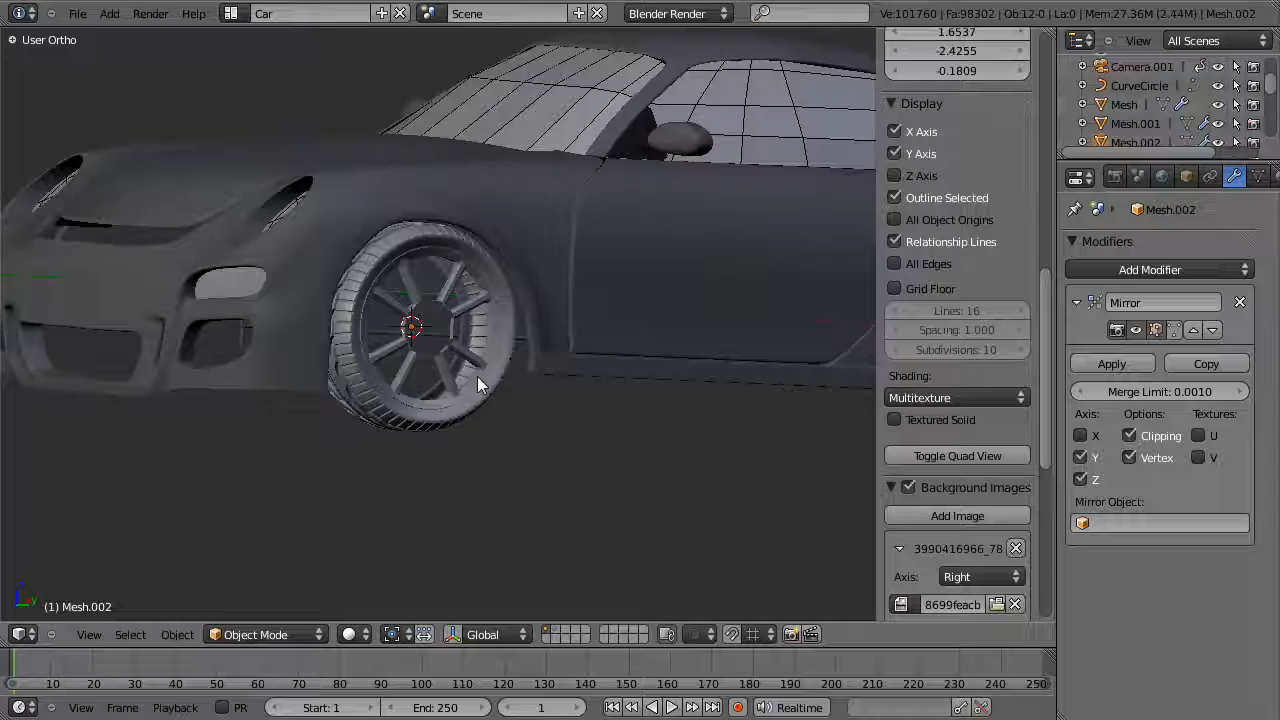 File Add Render Help Car Scene Blender Render Ve:101760 | Fa:98302 | Ob:12-0 | La:0 | Mem:27.36M (2.44M) | Mesh.002
User Ortho
1.6537
-2.4255
-0.1809
Display
X Axis
Y Axis
Z Axis
Outline Selected
All Object Origins
Relationship Lines
All Edges
Grid Floor
Lines: 16
Spacing: 1.000
Subdivisions: 10
Shading:
Multitexture
Textured Solid
Toggle Quad View
Background Images
Add Image
3990416966_78
Axis: Right
8699feacb
View All Scenes
Camera.001
CurveCircle
Mesh
Mesh.001
Mesh.002
Mesh.002
Modifiers
Add Modifier
Mirror
Apply Copy
Merge Limit: 0.0010
Axis: Options: Textures:
X Clipping U
Y Vertex V
Z
Mirror Object:
(1) Mesh.002
View Select Object Object Mode Global
10 20 30 40 50 60 70 80 90 100 110 120 130 140 150 160 170 180 190 200 210 220 230 240 250
View Frame Playback PR Start: 1 End: 250 1 Realtime